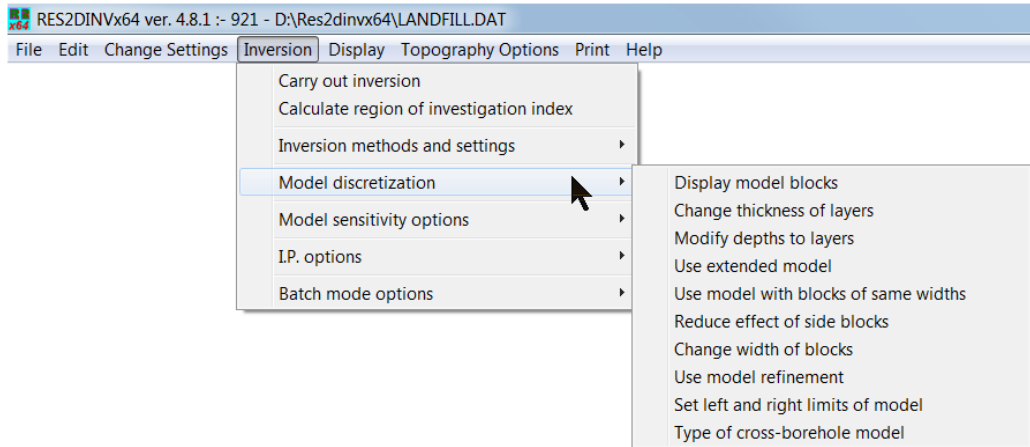 R2 x64 RES2DINVx64 ver. 4.8.1 :- 921 - D:\Res2dinvx64\LANDFILL.DAT
File Edit Change Settings Inversion Display Topography Options Print Help
Carry out inversion
Calculate region of investigation index
Inversion methods and settings
Model discretization
Model sensitivity options
I.P. options
Batch mode options
Display model blocks
Change thickness of layers
Modify depths to layers
Use extended model
Use model with blocks of same widths
Reduce effect of side blocks
Change width of blocks
Use model refinement
Set left and right limits of model
Type of cross-borehole model